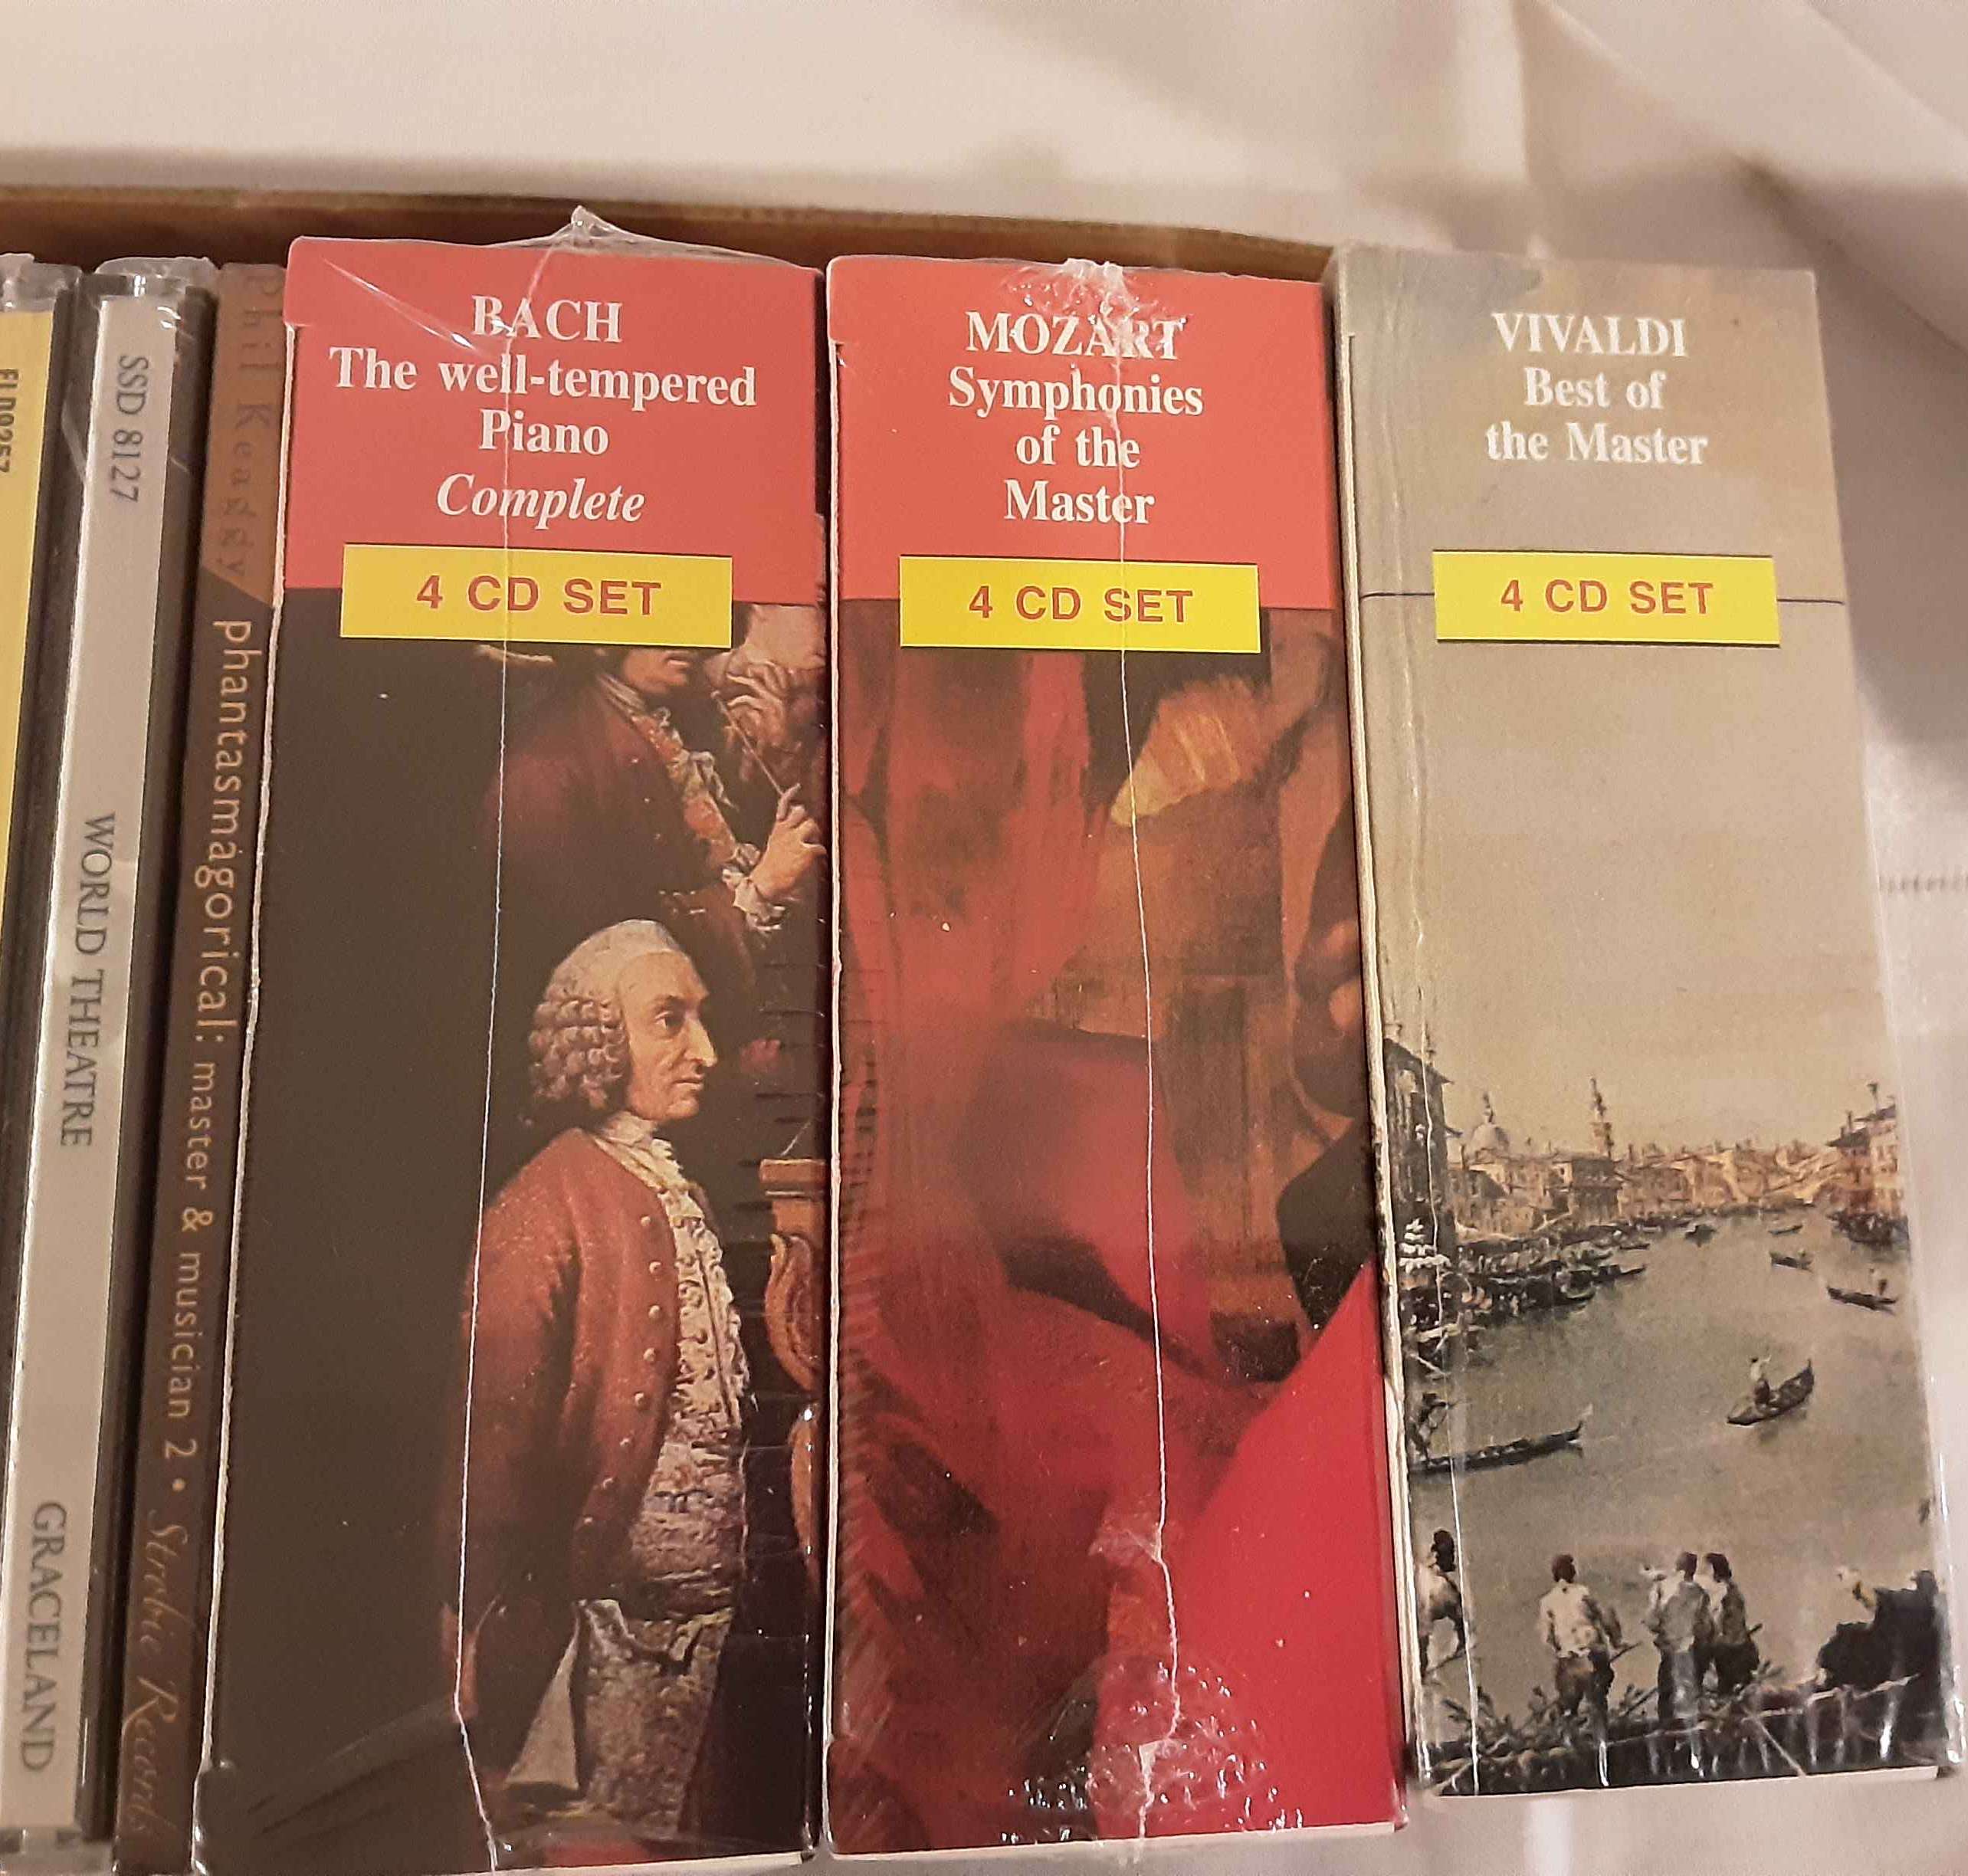 SSD 8127 WORLD THEATRE GRACELAND
Phil Keaggy phantasmagorical: master & musician 2 • Strobie Records
BACH
The well-tempered
Piano
Complete
4 CD SET
MOZART
Symphonies
of the
Master
4 CD SET
VIVALDI
Best of
the Master
4 CD SET